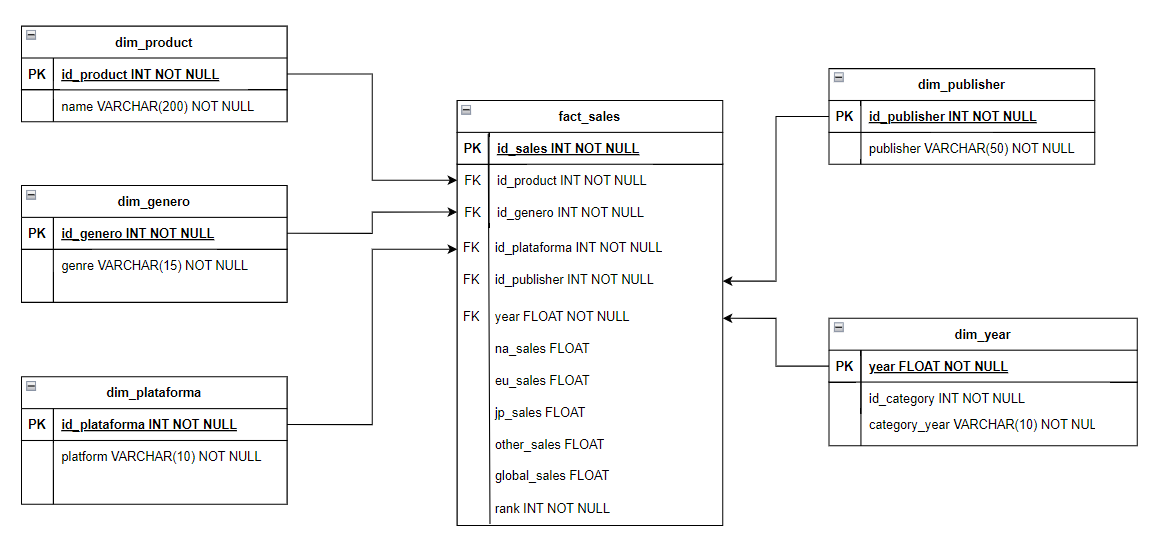 dim_product
PK id_product INT NOT NULL
name VARCHAR(200) NOT NULL
dim_genero
PK id_genero INT NOT NULL
genre VARCHAR(15) NOT NULL
dim_plataforma
PK id_plataforma INT NOT NULL
platform VARCHAR(10) NOT NULL
fact_sales
PK id_sales INT NOT NULL
FK id_product INT NOT NULL
FK id_genero INT NOT NULL
FK id_plataforma INT NOT NULL
FK id_publisher INT NOT NULL
FK year FLOAT NOT NULL
na_sales FLOAT
eu_sales FLOAT
jp_sales FLOAT
other_sales FLOAT
global_sales FLOAT
rank INT NOT NULL
dim_publisher
PK id_publisher INT NOT NULL
publisher VARCHAR(50) NOT NULL
dim_year
PK year FLOAT NOT NULL
id_category INT NOT NULL
category_year VARCHAR(10) NOT NUL